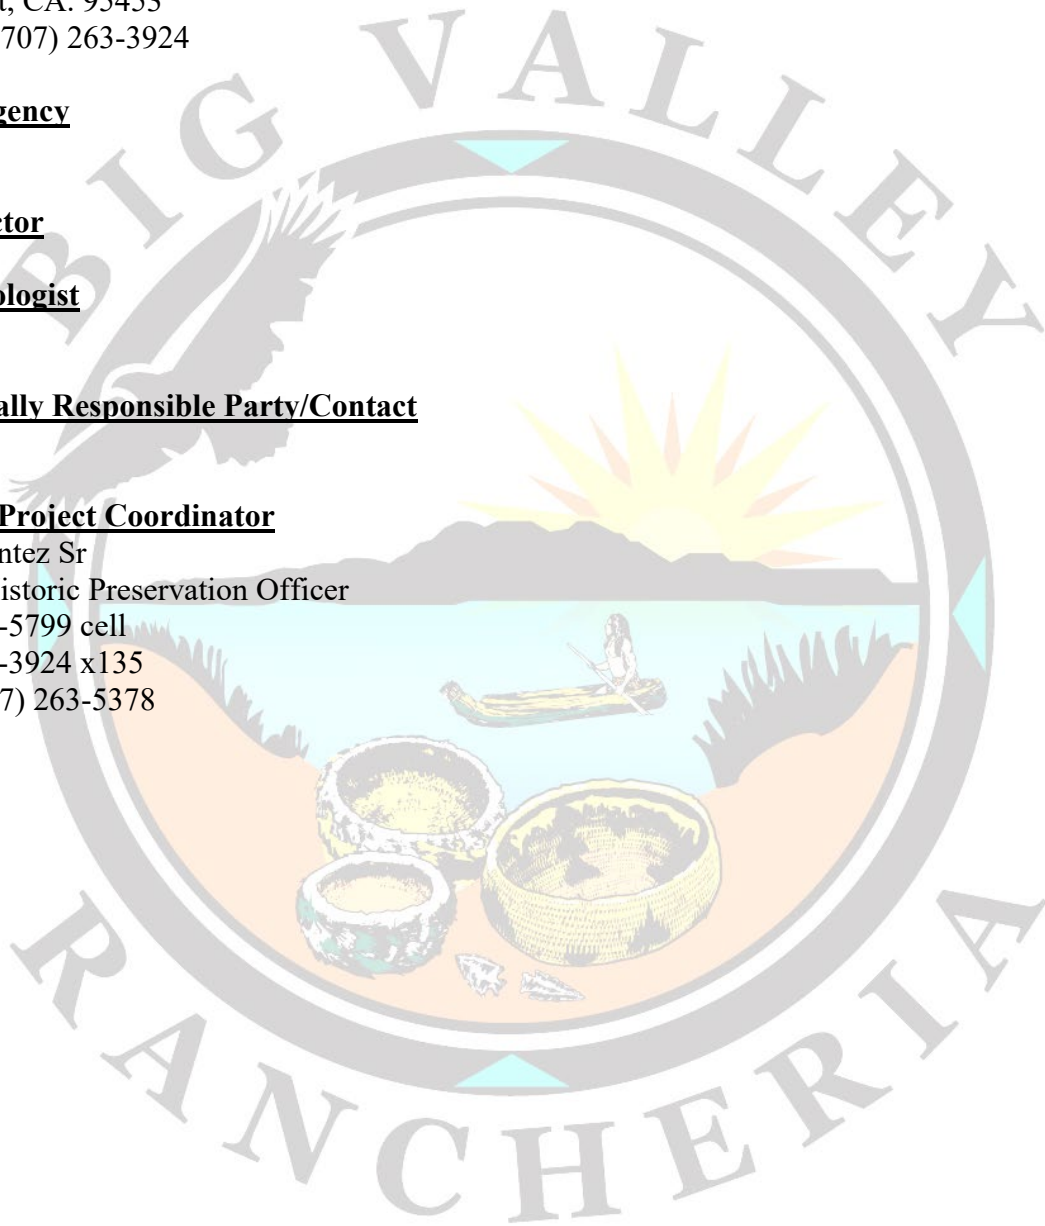 t, CA. 95453
707) 263-3924
gency
ctor
ologist
ally Responsible Party/Contact
Project Coordinator
ntez Sr
istoric Preservation Officer
-5799 cell
-3924 x135
7) 263-5378
BIG VALLEY
RANCHERIA